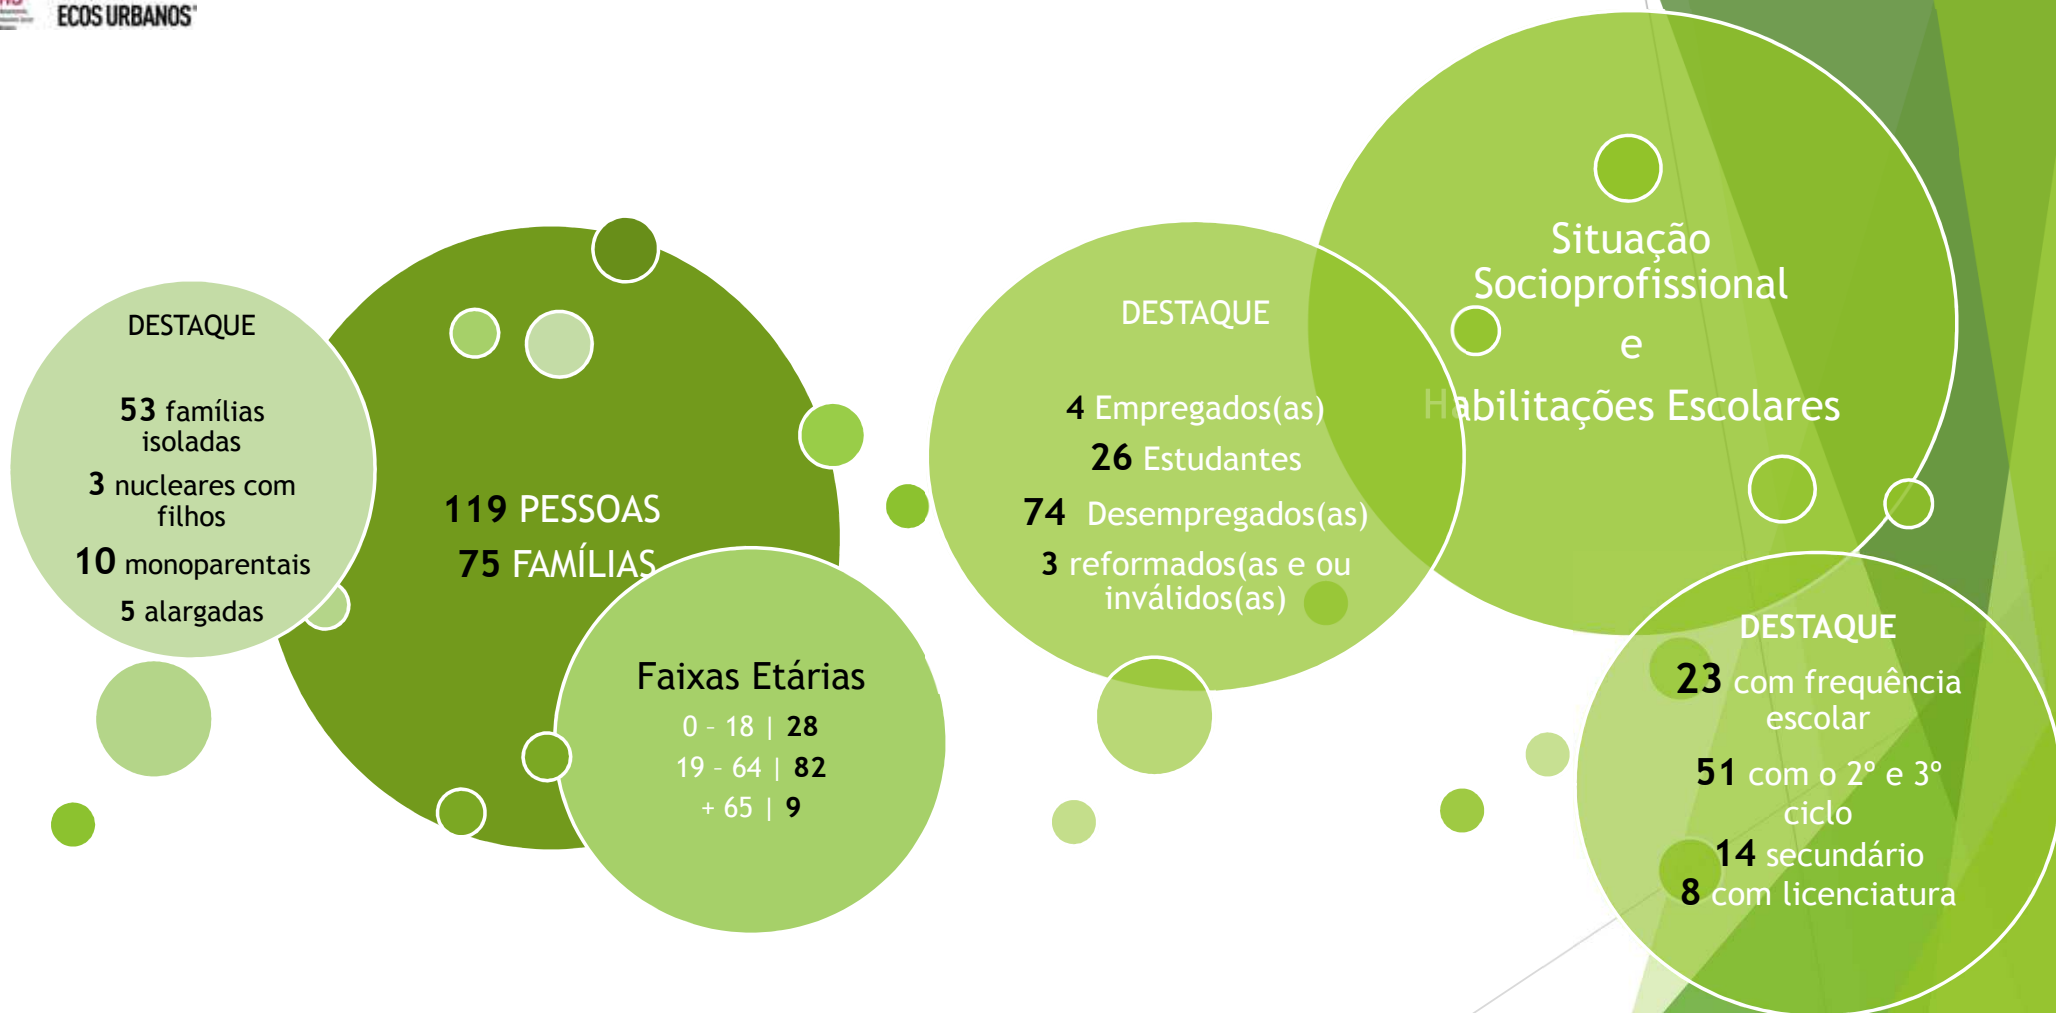 ECOS URBANOS
DESTAQUE
53 famílias
isoladas
3 nucleares com
filhos
10 monoparentais
5 alargadas
119 PESSOAS
75 FAMÍLIAS
Faixas Etárias
0 – 18 | 28
19 – 64 | 82
+ 65 | 9
DESTAQUE
4 Empregados(as)
26 Estudantes
74 Desempregados(as)
3 reformados(as e ou
inválidos(as)
Situação
Socioprofissional
e
Habilitações Escolares
DESTAQUE
23 com frequência
escolar
51 com o 2º e 3º
ciclo
14 secundário
8 com licenciatura